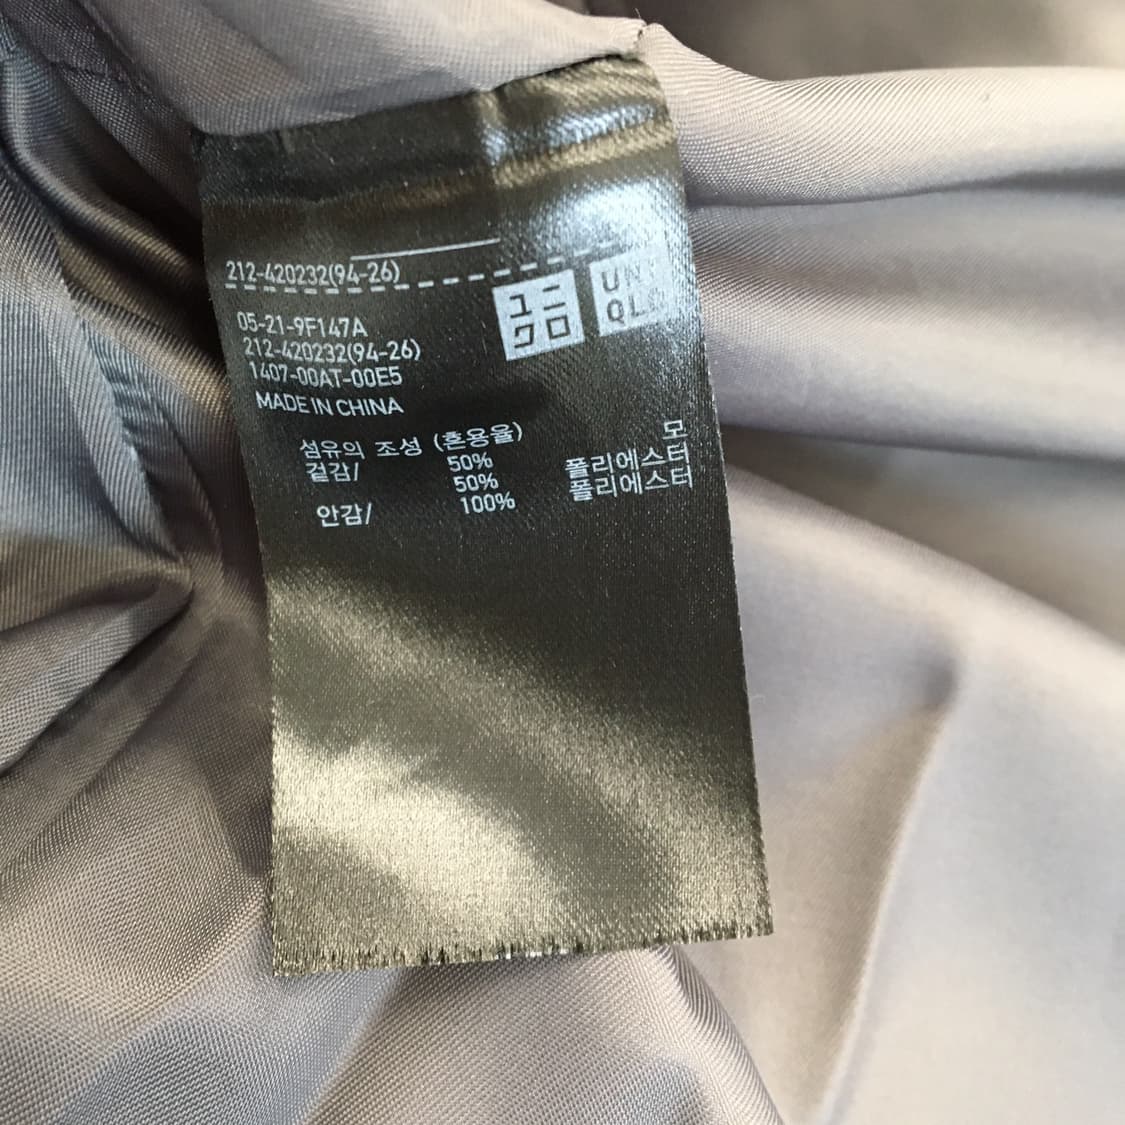 212-420232(94-26)
ユニ
クロ
UNI
QLO
05-21-9F147A
212-420232(94-26)
1407-00AT-00E5
MADE IN CHINA
섬유의 조성 (혼용율)
겉감/ 50% 모
50% 폴리에스터
안감/ 100% 폴리에스터